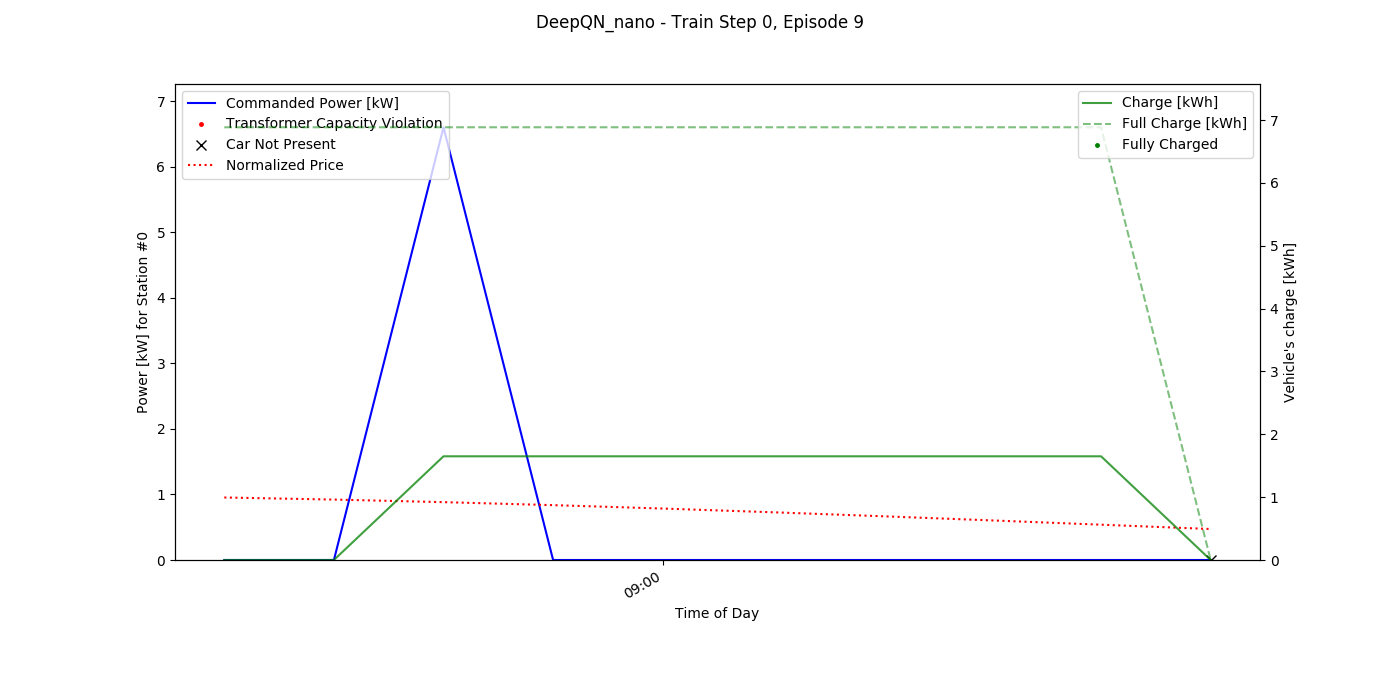 DeepQN_nano - Train Step 0, Episode 9
Commanded Power [kW]
Transformer Capacity Violation
Car Not Present
Normalized Price
Charge [kWh]
Full Charge [kWh]
Fully Charged
Power [kW] for Station #0
7
6
5
4
3
2
1
0
Vehicle's charge [kWh]
7
6
5
4
3
2
1
0
09:00
Time of Day